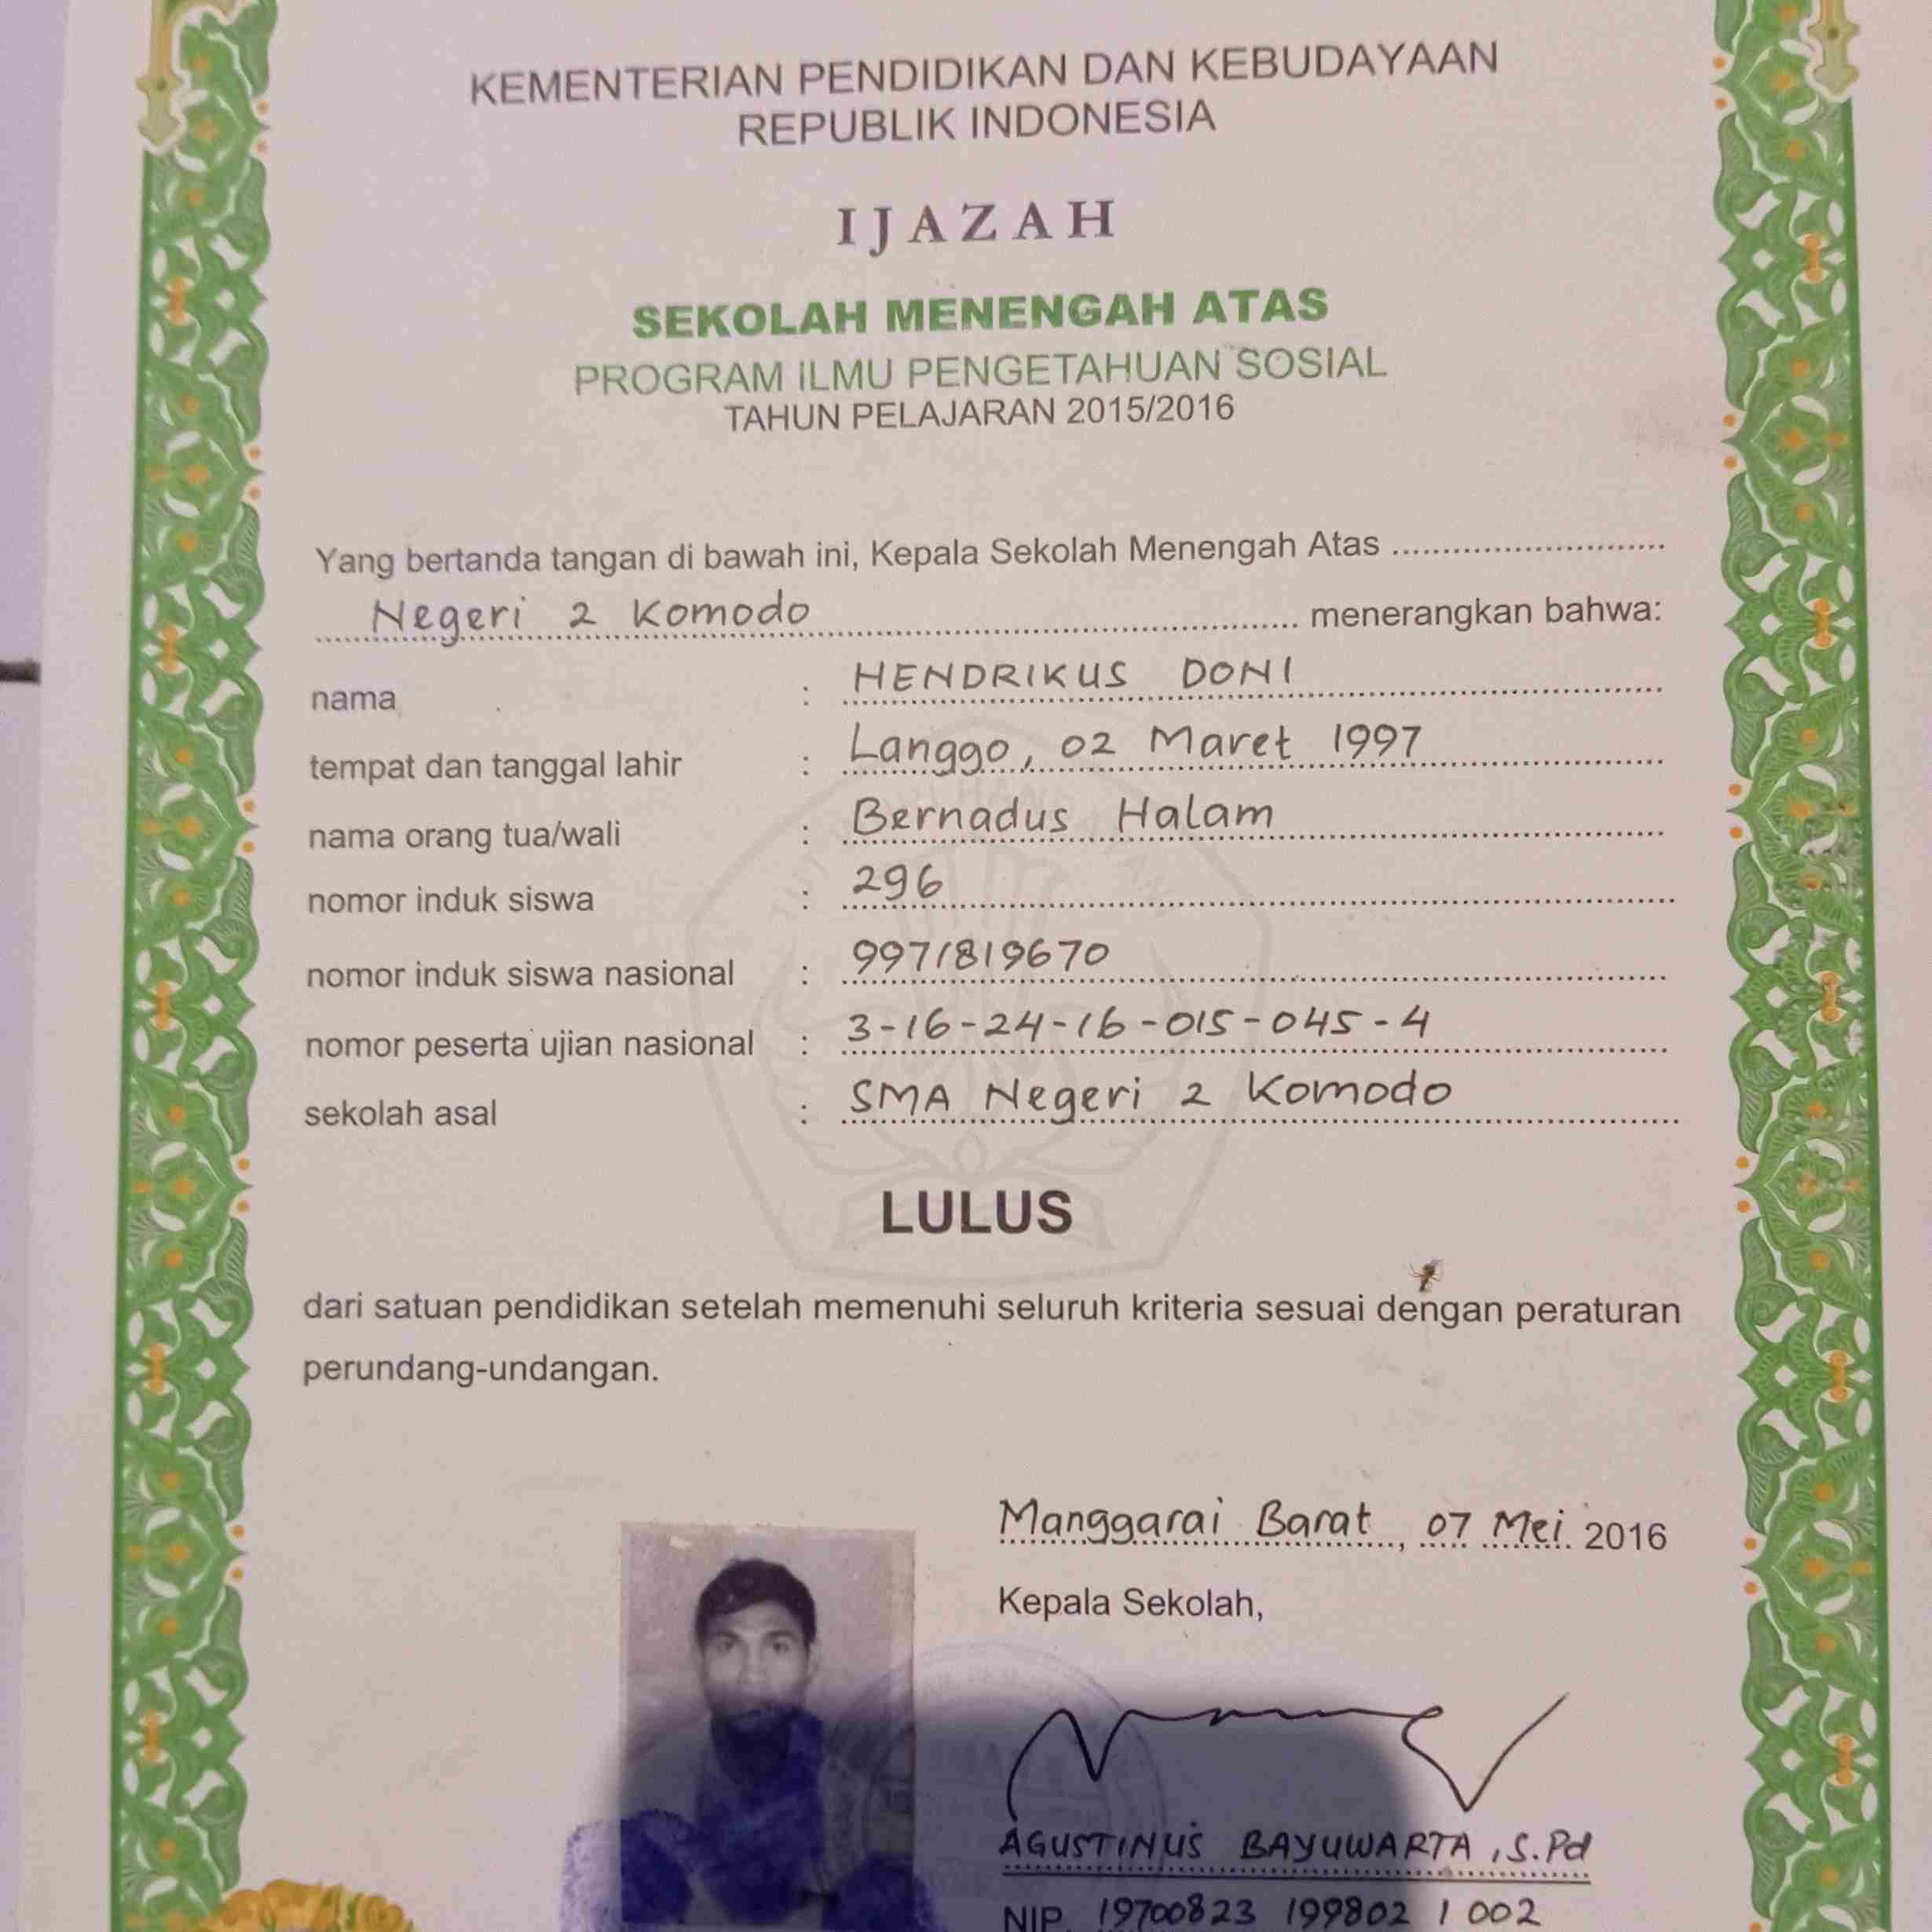 KEMENTERIAN PENDIDIKAN DAN KEBUDAYAAN
REPUBLIK INDONESIA
IJAZAH
SEKOLAH MENENGAH ATAS
PROGRAM ILMU PENGETAHUAN SOSIAL
TAHUN PELAJARAN 2015/2016
Yang bertanda tangan di bawah ini, Kepala Sekolah Menengah Atas
Negeri 2 Komodo menerangkan bahwa:
nama : HENDRIKUS DONI
tempat dan tanggal lahir : Langgo, 02 Maret 1997
nama orang tua/wali : Bernadus Halam
nomor induk siswa : 296
nomor induk siswa nasional : 9971819670
nomor peserta ujian nasional : 3-16-24-16-015-045-4
sekolah asal : SMA Negeri 2 Komodo
LULUS
dari satuan pendidikan setelah memenuhi seluruh kriteria sesuai dengan peraturan
perundang-undangan.
Manggarai Barat, 07 Mei 2016
Kepala Sekolah,
AGUSTINUS BAYUWARTA, S.Pd
NIP. 19700823 199802 1 002